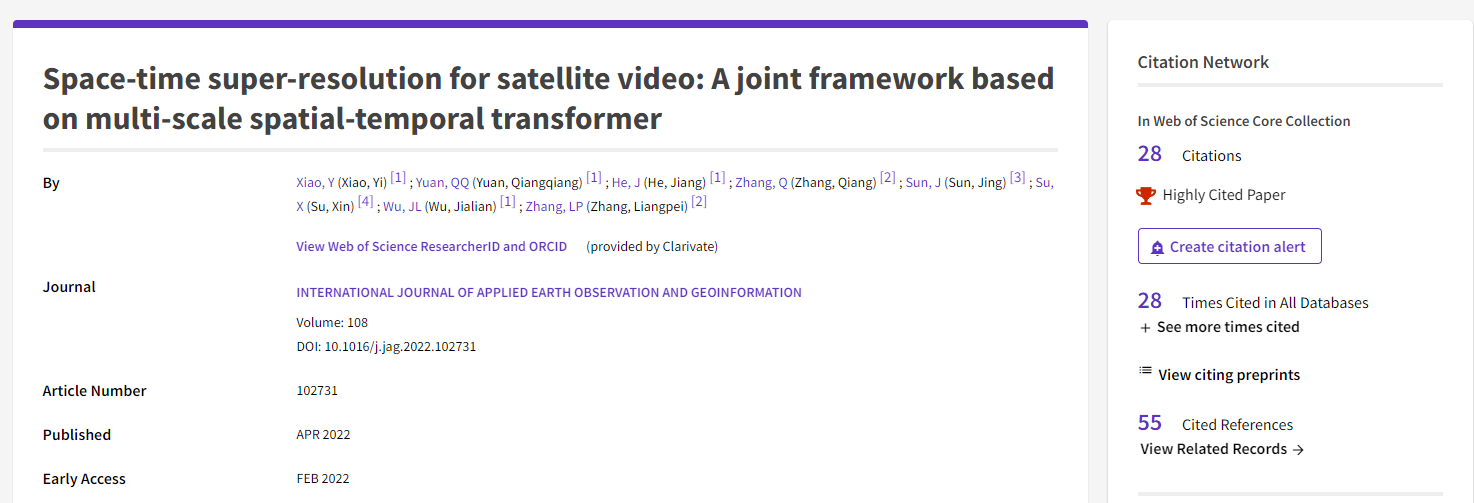 Space-time super-resolution for satellite video: A joint framework based
on multi-scale spatial-temporal transformer
By
Xiao, Y (Xiao, Yi) [1] ; Yuan, QQ (Yuan, Qiangqiang) [1] ; He, J (He, Jiang) [1] ; Zhang, Q (Zhang, Qiang) [2] ; Sun, J (Sun, Jing) [3] ; Su,
X (Su, Xin) [4] ; Wu, JL (Wu, Jialian) [1] ; Zhang, LP (Zhang, Liangpei) [2]
View Web of Science ResearcherID and ORCID (provided by Clarivate)
Journal
INTERNATIONAL JOURNAL OF APPLIED EARTH OBSERVATION AND GEOINFORMATION
Volume: 108
DOI: 10.1016/j.jag.2022.102731
Article Number
102731
Published
APR 2022
Early Access
FEB 2022
Citation Network
In Web of Science Core Collection
28 Citations
Highly Cited Paper
Create citation alert
28 Times Cited in All Databases
+ See more times cited
View citing preprints
55 Cited References
View Related Records →